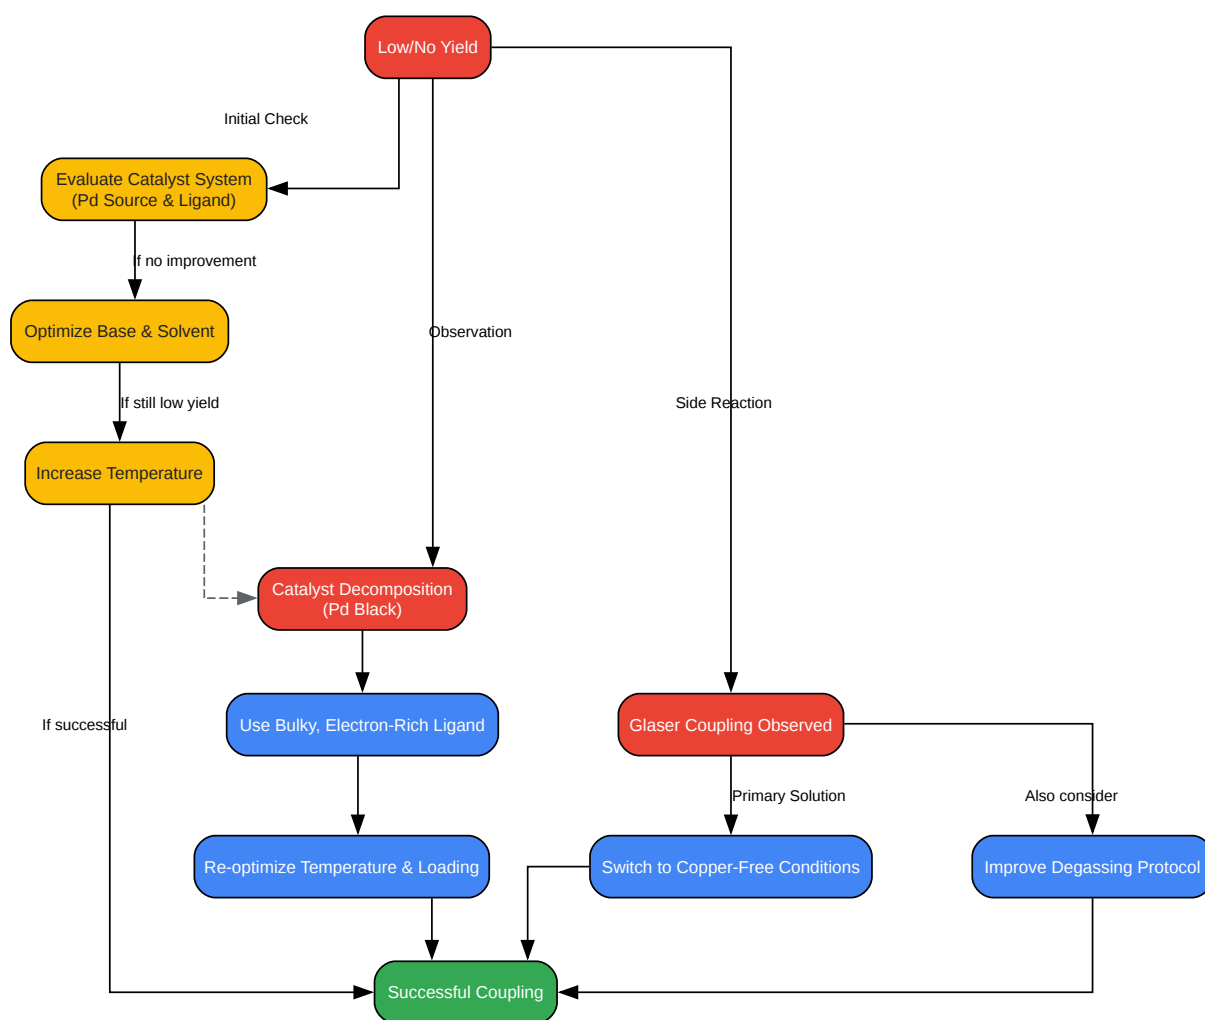 Low/No Yield
Initial Check
Evaluate Catalyst System
(Pd Source & Ligand)
If no improvement
Optimize Base & Solvent
Observation
If still low yield
Side Reaction
Increase Temperature
Catalyst Decomposition
(Pd Black)
If successful
Use Bulky, Electron-Rich Ligand
Glaser Coupling Observed
Primary Solution
Also consider
Re-optimize Temperature & Loading
Switch to Copper-Free Conditions
Improve Degassing Protocol
Successful Coupling